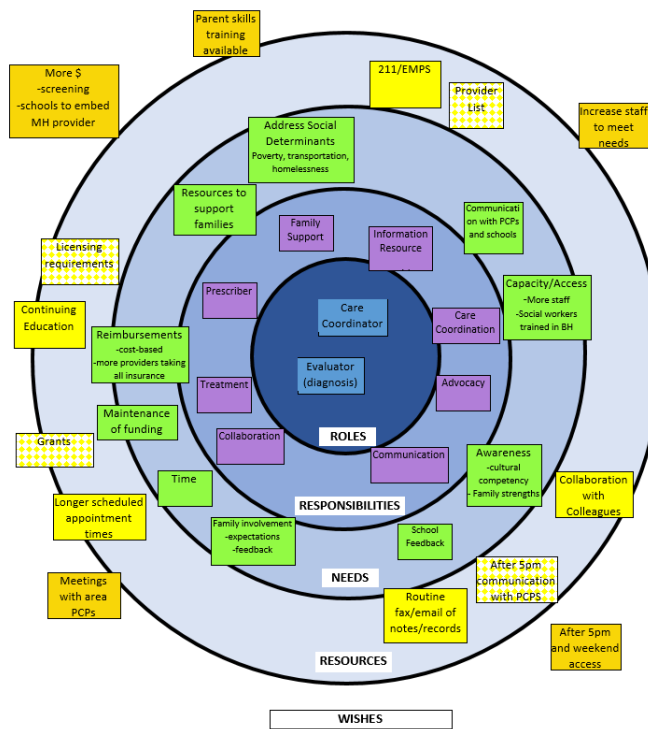 Parent skills
training
available
More $
-screening
-schools to embed
MH provider
211/EMPS
Provider
List
Increase staff
to meet
needs
Address Social
Determinants
Poverty, transportation,
homelessness
Resources to
support
families
Communicati
on with PCPs
and schools
Family
Support
Information
Resource
Licensing
requirements
Prescriber
Capacity/Access
-More staff
-Social workers
trained in BH
Continuing
Education
Care
Coordinator
Care
Coordination
Reimbursements
-cost-based
-more providers taking
all insurance
Evaluator
(diagnosis)
Treatment
Advocacy
Maintenance
of funding
Grants
Collaboration
ROLES
Communication
Awareness
-cultural
competency
- Family strengths
Time
Collaboration
with
Colleagues
Longer scheduled
appointment
times
RESPONSIBILITIES
Family involvement
-expectations
-feedback
School
Feedback
After 5pm
communication
with PCPS
Meetings
with area
PCPs
NEEDS
Routine
fax/email of
notes/records
After 5pm
and weekend
access
RESOURCES
WISHES